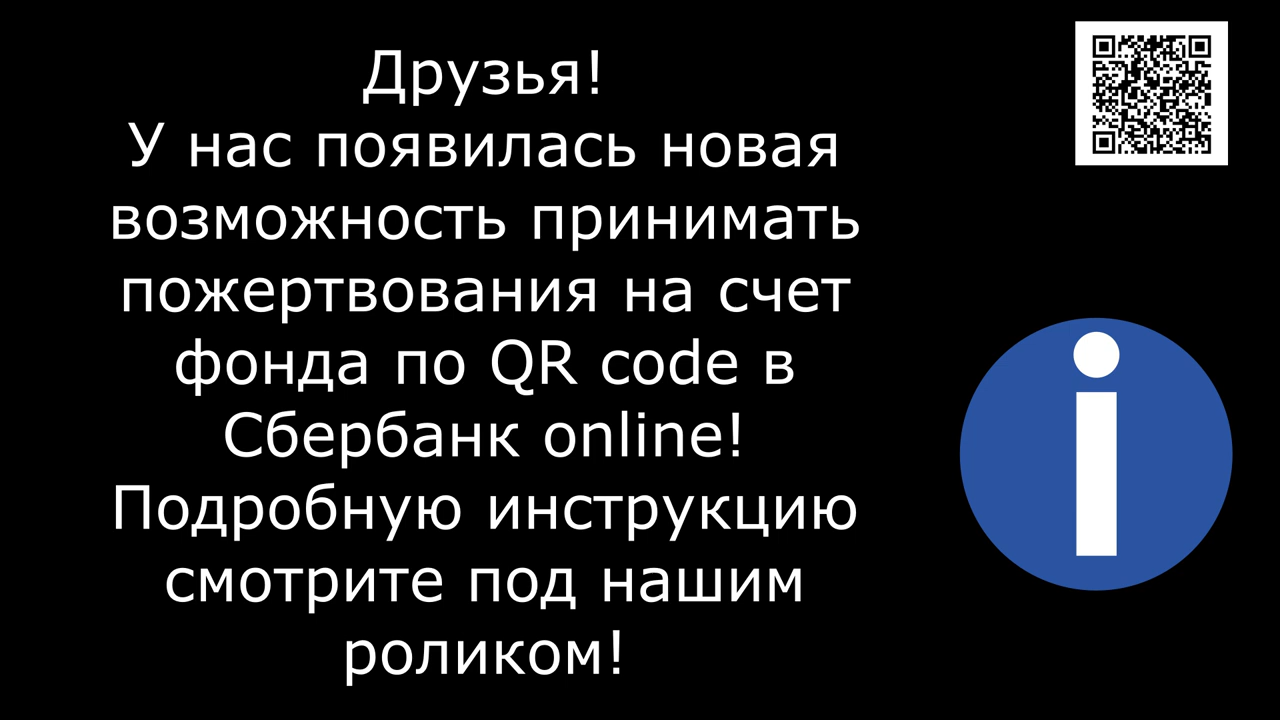 Друзья!
У нас появилась новая
возможность принимать
пожертвования на счет
фонда по QR code в
Сбербанк online!
Подробную инструкцию
смотрите под нашим
роликом!